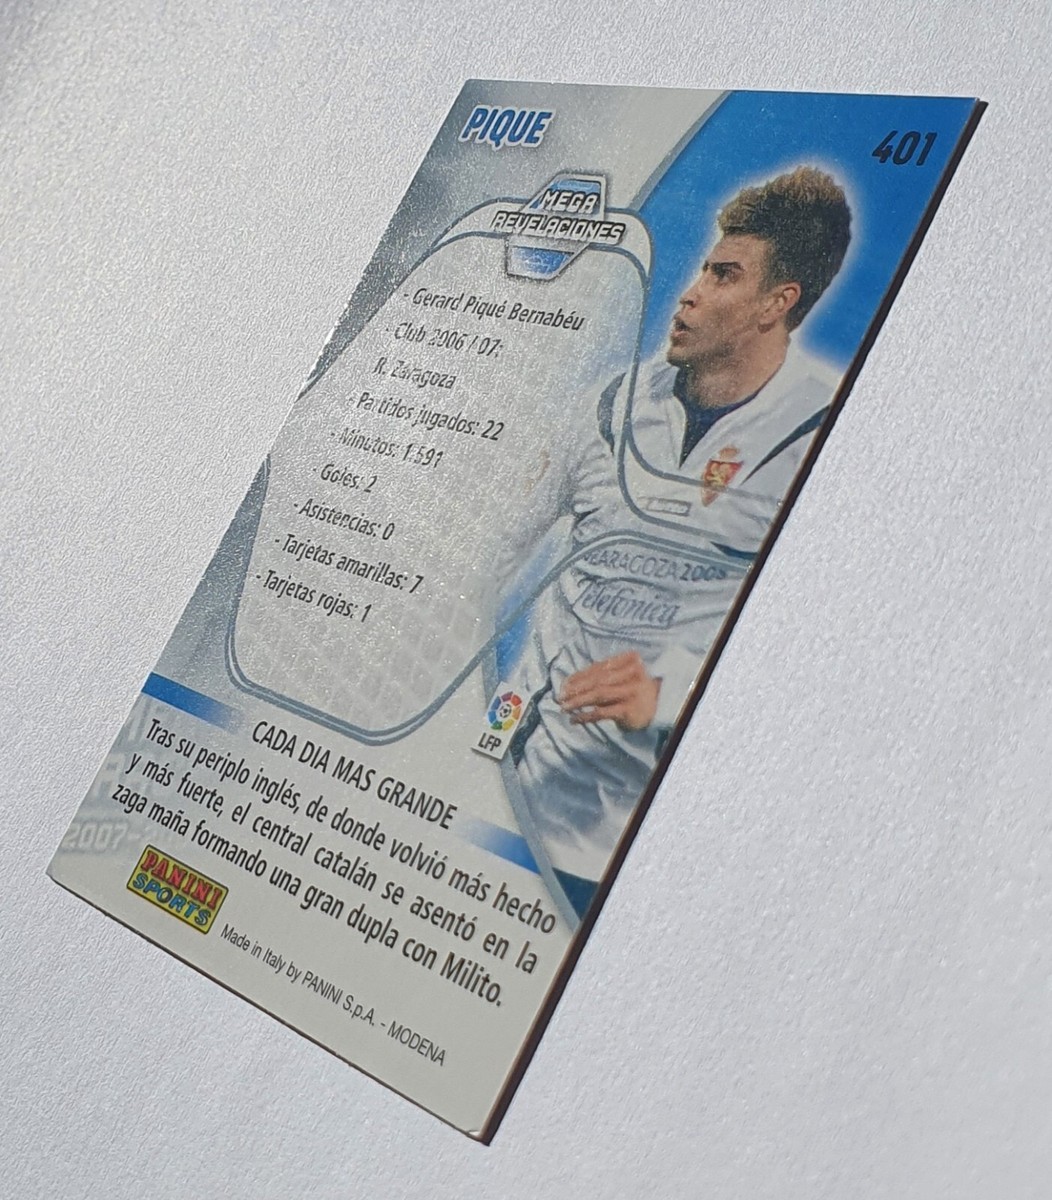 PIQUE
401
MEGA
REVELACIONES
- Gerard Piqué Bernabéu
- Club 2006 / 07:
R. Zaragoza
- Partidos jugados: 22
- Minutos: 1.591
- Goles: 2
- Asistencias: 0
- Tarjetas amarillas: 7
- Tarjetas rojas: 1
ZARAGOZA2008
Telefonica
LFP
CADA DIA MAS GRANDE
Tras su periplo inglés, de donde volvió más hecho
y más fuerte, el central catalán se asentó en la
zaga maña formando una gran dupla con Milito.
2007-
PANINI
SPORTS
Made in Italy by PANINI S.p.A. - MODENA